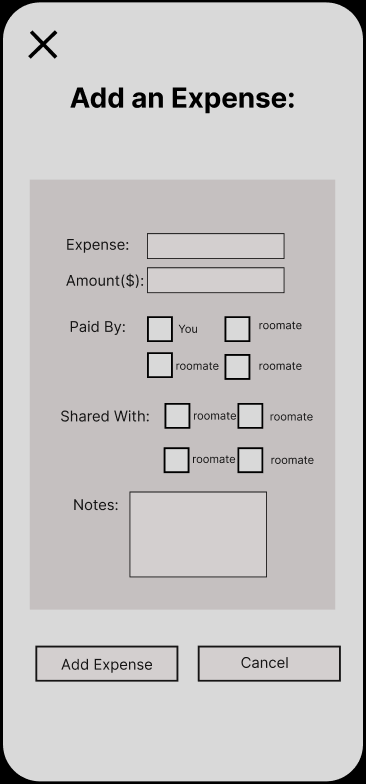 Add an Expense:
Expense:
Amount($):
Paid By: You roomate
roomate roomate
Shared With: roomate roomate
roomate roomate
Notes:
Add Expense Cancel